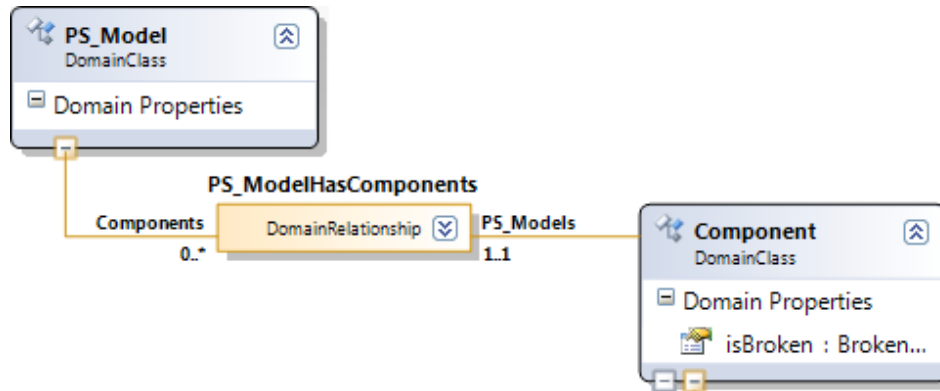 PS_Model
DomainClass
Domain Properties
PS_ModelHasComponents
Components
DomainRelationship
PS_Models
0..*
1..1
Component
DomainClass
Domain Properties
isBroken : Broken...